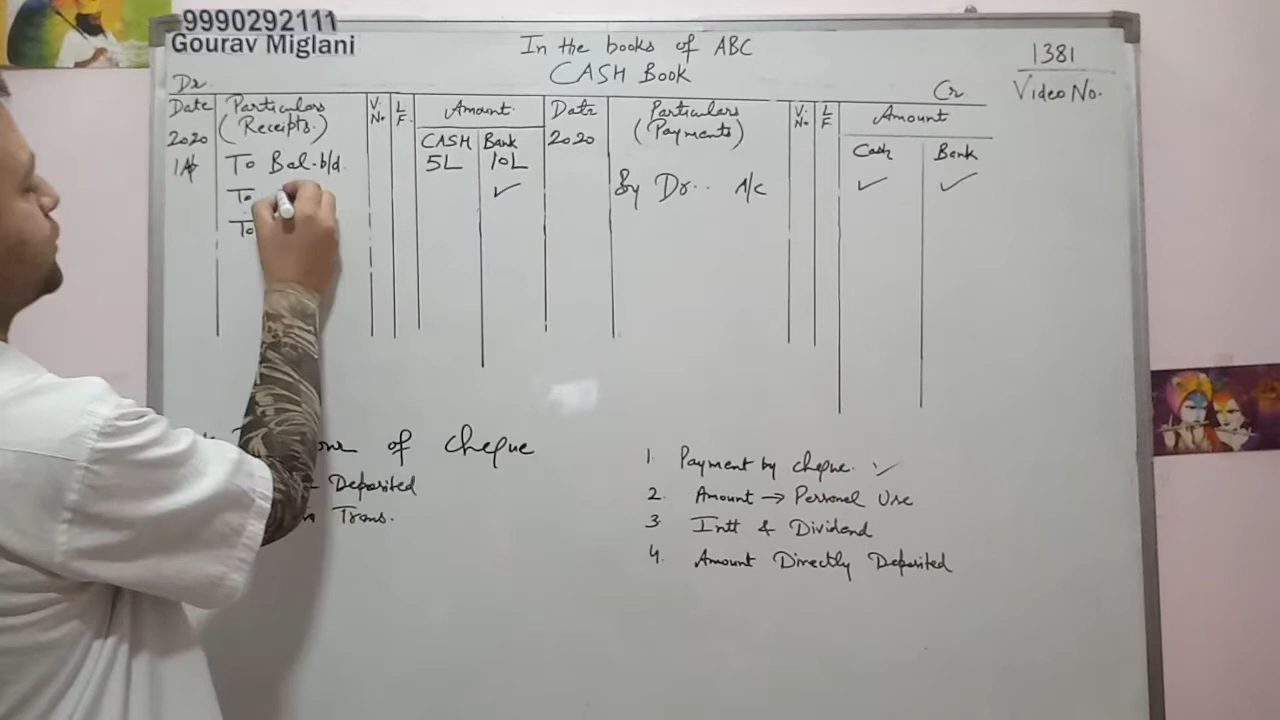 9990292111
Gourav Miglani
In the books of ABC
CASH Book
1381
Video No.
Dr.
Cr.
Date Particulars V. No L F. Amount. Date Particulars V. No. L F Amount
2020 (Receipts.) CASH Bank 2020 (Payments) Cash Bank
To Bal. b/d. 5L 10L
To ✓ By Dr... A/c ✓ ✓
To
of cheque
Deposited
Trans.
1. Payment by cheque. ✓
2. Amount → Personal Use
3. Intt & Dividend
4. Amount Directly Deposited